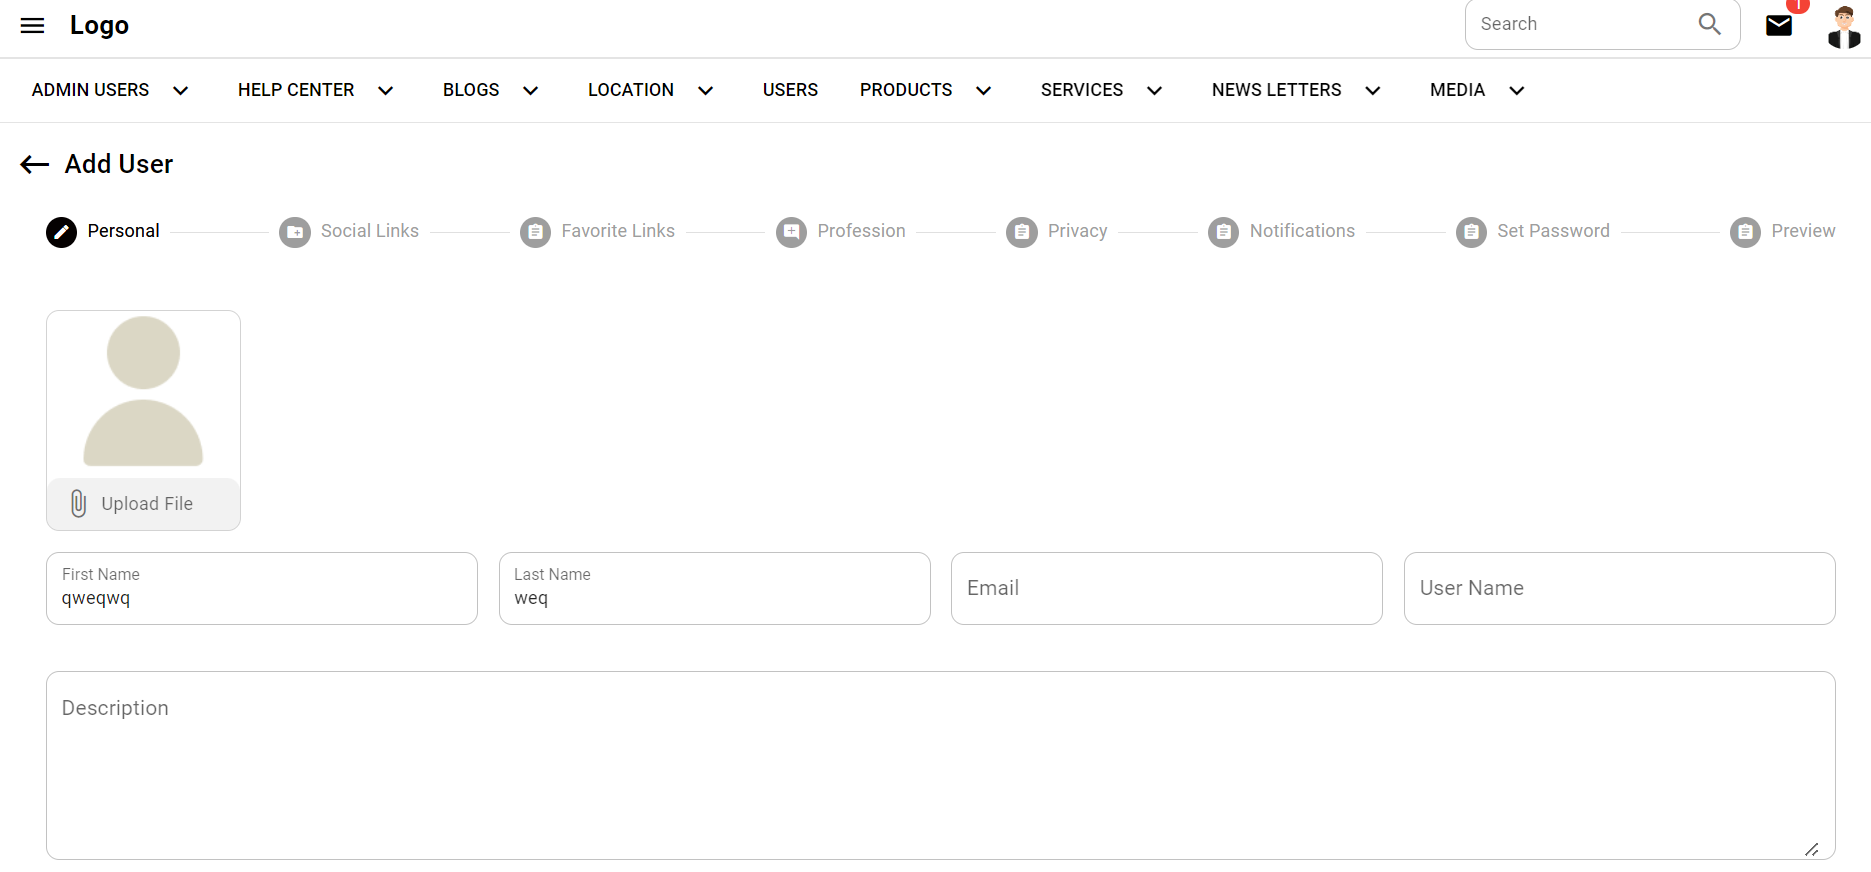 Logo
Search
1
ADMIN USERS HELP CENTER BLOGS LOCATION USERS PRODUCTS SERVICES NEWS LETTERS MEDIA
Add User
Personal Social Links Favorite Links Profession Privacy Notifications Set Password Preview
Upload File
First Name
qweqwq
Last Name
weq
Email
User Name
Description